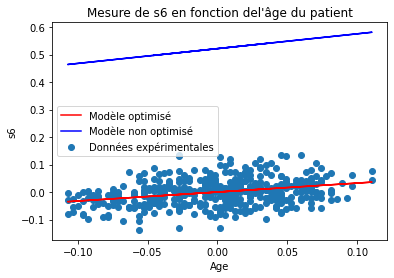 Mesure de s6 en fonction del'âge du patient
0.6
0.5
0.4
0.3
0.2
0.1
0.0
−0.1
s6
Modèle optimisé
Modèle non optimisé
Données expérimentales
−0.10
−0.05
0.00
0.05
0.10
Age